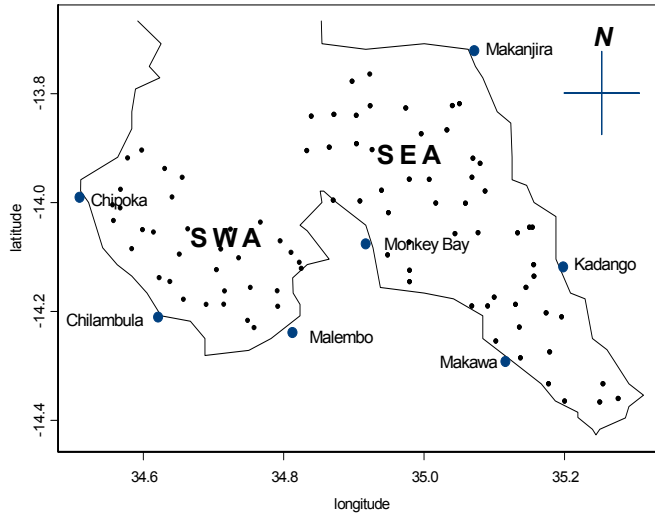 N
Makanjira
-13.8
SEA
-14.0
Chipoka
SWA
latitude
Monkey Bay
Kadango
-14.2
Chilambula
Malembo
Makawa
-14.4
34.6 34.8 35.0 35.2
longitude